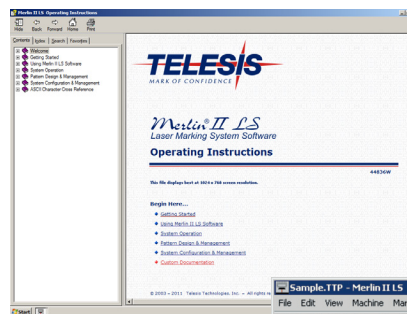 Merlin II LS Operating Instructions
Hide Back Forward Home Print
Contents Index Search Favorites
Welcome
Getting Started
Using Merlin II LS Software
System Operation
Pattern Design & Management
System Configuration & Management
ASCII Character Cross Reference
TELESIS
MARK OF CONFIDENCE
Merlin® II LS
Laser Marking System Software
Operating Instructions
44836W
This file displays best at 1024 x 768 screen resolution.
Begin Here...
Getting Started
Using Merlin II LS Software
System Operation
Pattern Design & Management
System Configuration & Management
Custom Documentation
© 2003 - 2011 Telesis Technologies, Inc. - All rights re
Sample.TTP - Merlin II LS
File Edit View Machine Mar
Start